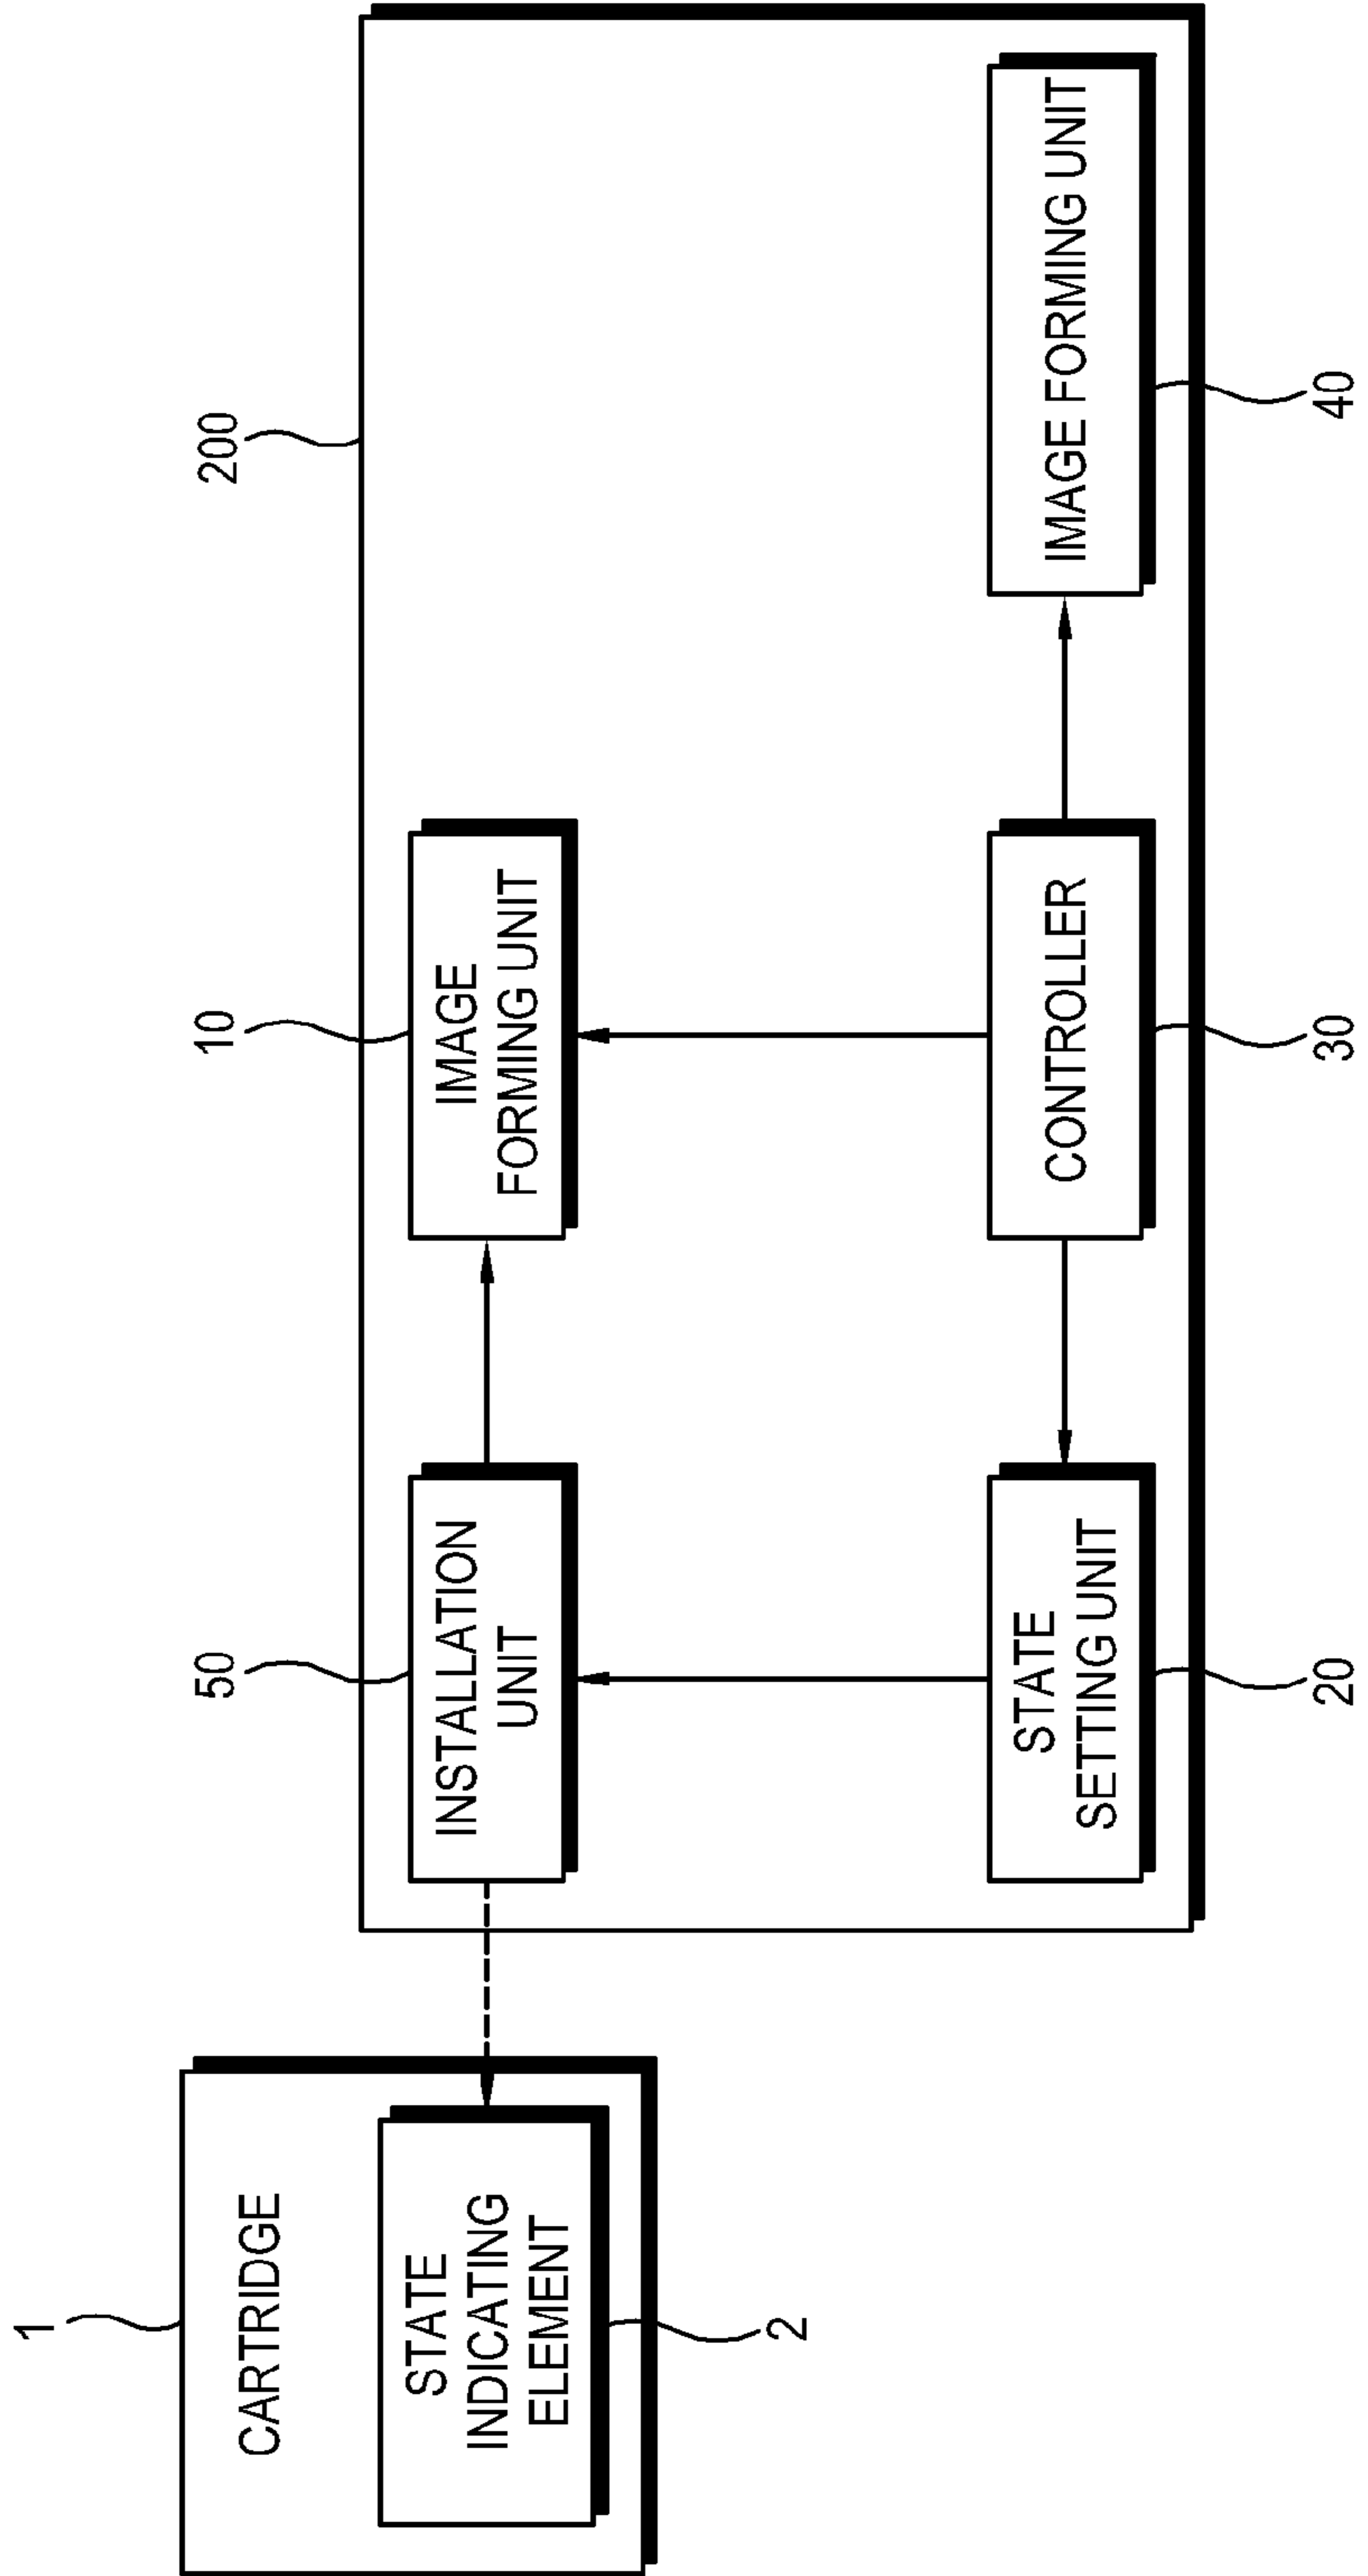 200
1
CARTRIDGE
STATE
INDICATING
ELEMENT
2
50
INSTALLATION
UNIT
10
IMAGE
FORMING UNIT
STATE
SETTING UNIT
20
CONTROLLER
30
IMAGE FORMING UNIT
40